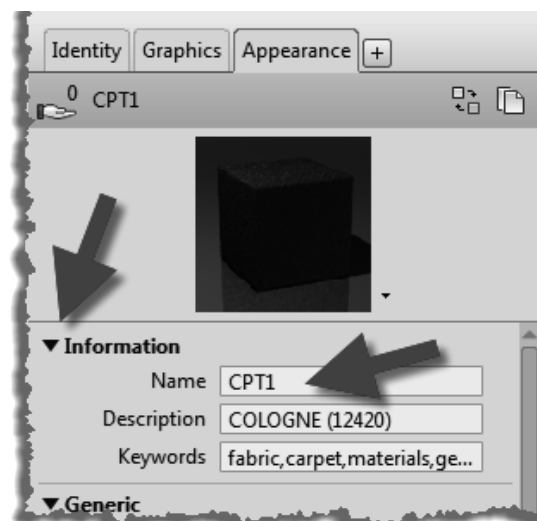 Identity Graphics Appearance +
0
CPT1
Information
Name CPT1
Description COLOGNE (12420)
Keywords fabric,carpet,materials,ge...
Generic